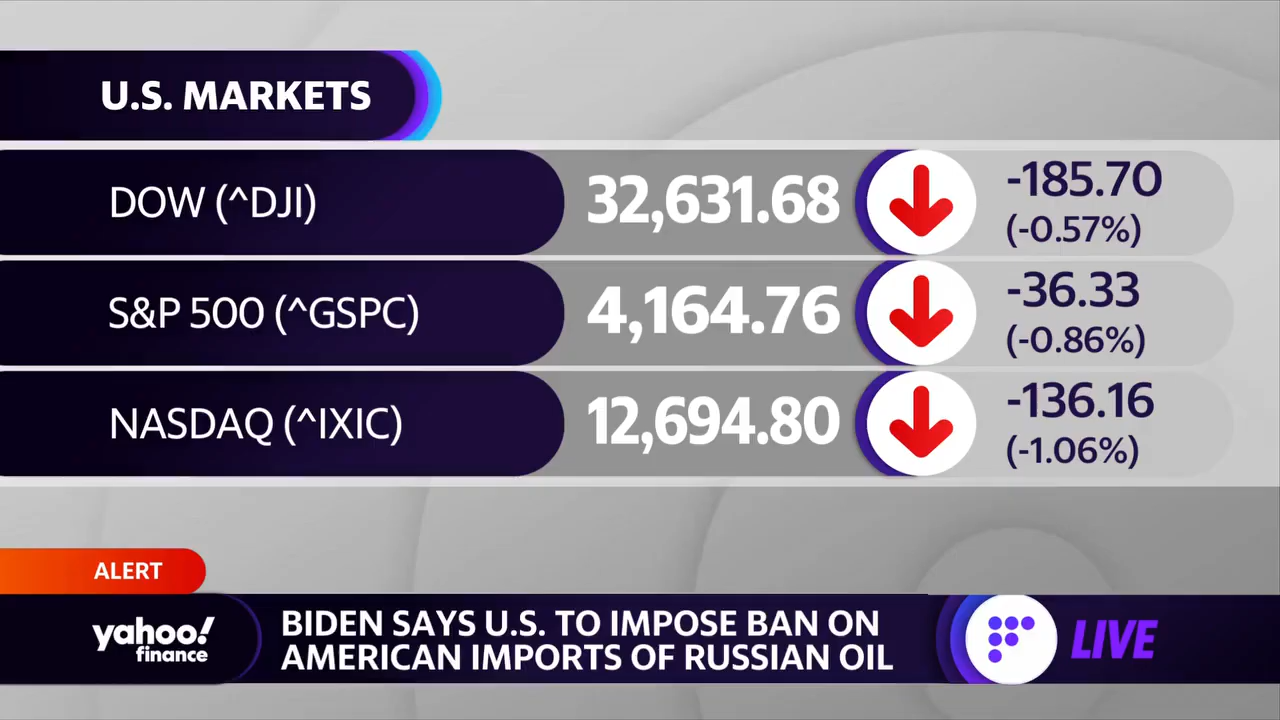 U.S. MARKETS
DOW (^DJI) 32,631.68 -185.70
(-0.57%)
S&P 500 (^GSPC) 4,164.76 -36.33
(-0.86%)
NASDAQ (^IXIC) 12,694.80 -136.16
(-1.06%)
ALERT
yahoo!
finance
BIDEN SAYS U.S. TO IMPOSE BAN ON
AMERICAN IMPORTS OF RUSSIAN OIL
LIVE